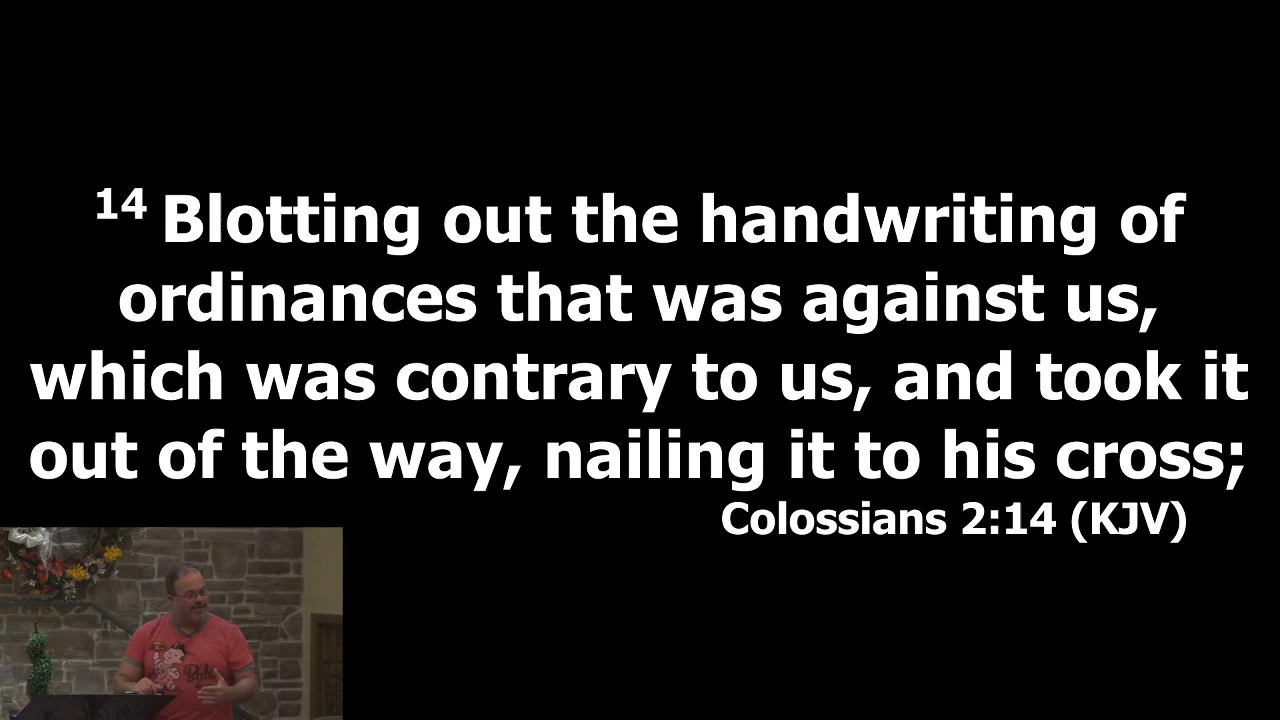 14 Blotting out the handwriting of
ordinances that was against us,
which was contrary to us, and took it
out of the way, nailing it to his cross;
Colossians 2:14 (KJV)